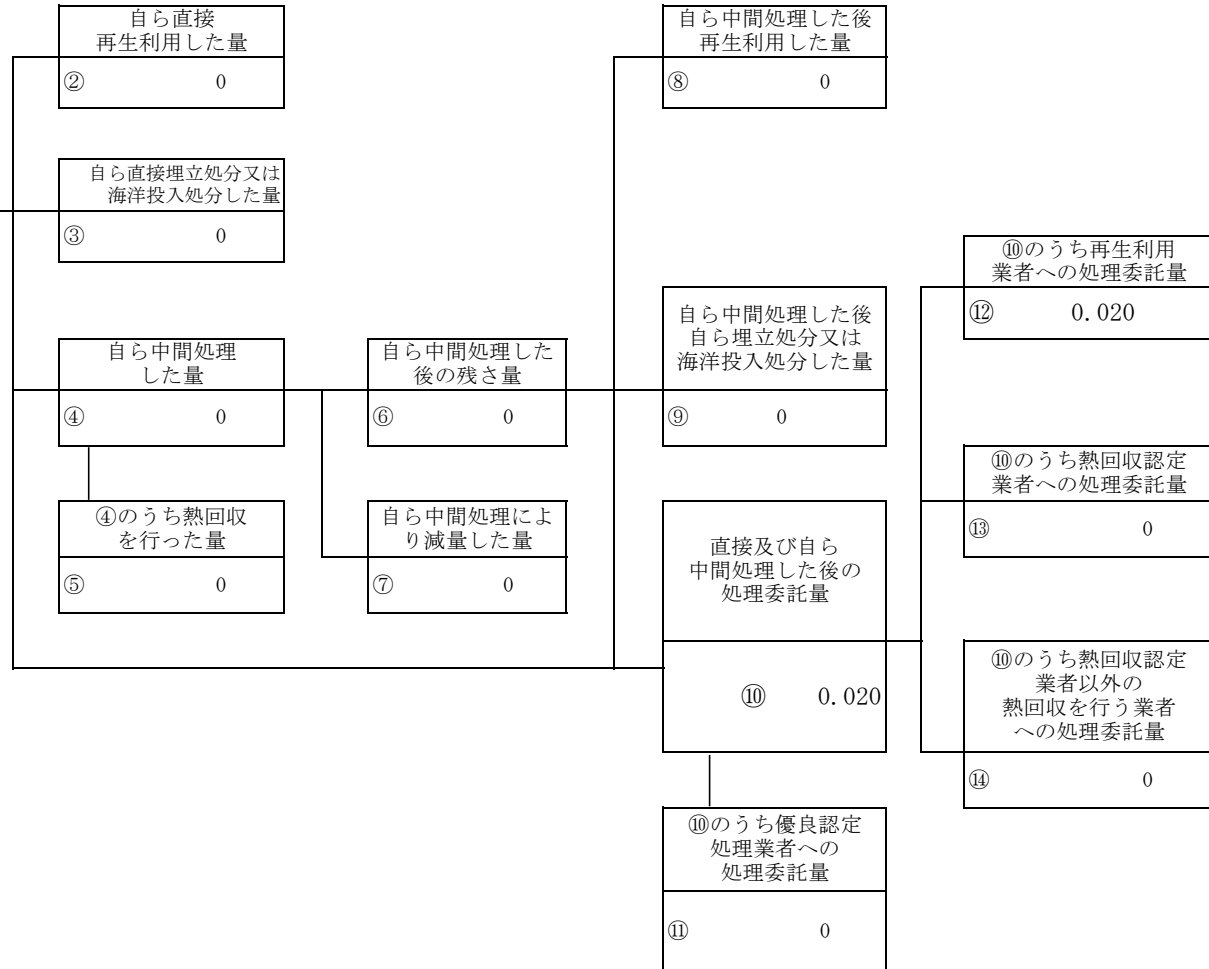 自ら直接
再生利用した量
② 0
自ら直接埋立処分又は
海洋投入処分した量
③ 0
自ら中間処理
した量
④ 0
④のうち熱回収
を行った量
⑤ 0
自ら中間処理した
後の残さ量
⑥ 0
自ら中間処理によ
り減量した量
⑦ 0
自ら中間処理した後
再生利用した量
⑧ 0
自ら中間処理した後
自ら埋立処分又は
海洋投入処分した量
⑨ 0
直接及び自ら
中間処理した後の
処理委託量
⑩ 0.020
⑩のうち優良認定
処理業者への
処理委託量
⑪ 0
⑩のうち再生利用
業者への処理委託量
⑫ 0.020
⑩のうち熱回収認定
業者への処理委託量
⑬ 0
⑩のうち熱回収認定
業者以外の
熱回収を行う業者
への処理委託量
⑭ 0